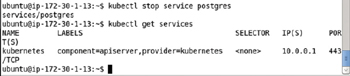 ubuntu@ip-172-30-1-13:~$ kubectl stop service postgres
services/postgres
ubuntu@ip-172-30-1-13:~$ kubectl get services
NAME LABELS SELECTOR IP(S) POR
T(S)
kubernetes component=apiserver,provider=kubernetes <none> 10.0.0.1 443
/TCP
ubuntu@ip-172-30-1-13:~$